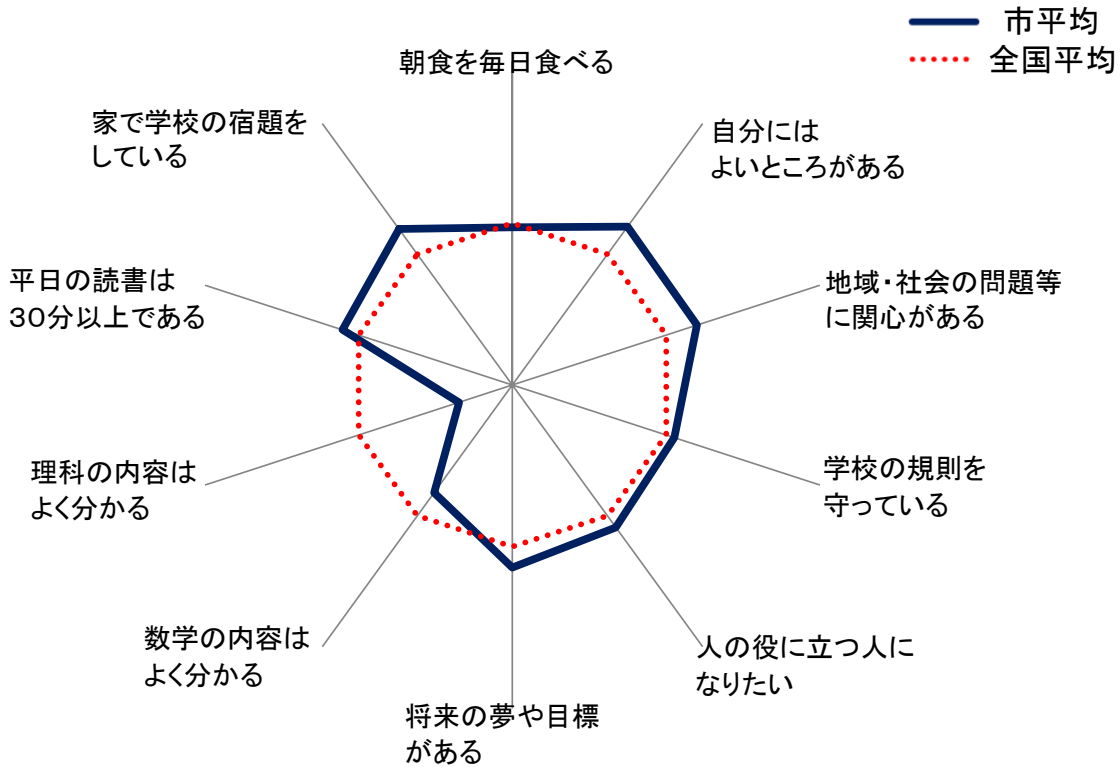 市平均
全国平均
朝食を毎日食べる
自分には
よいところがある
地域・社会の問題等
に関心がある
学校の規則を
守っている
人の役に立つ人に
なりたい
将来の夢や目標
がある
数学の内容は
よく分かる
理科の内容は
よく分かる
平日の読書は
30分以上である
家で学校の宿題を
している